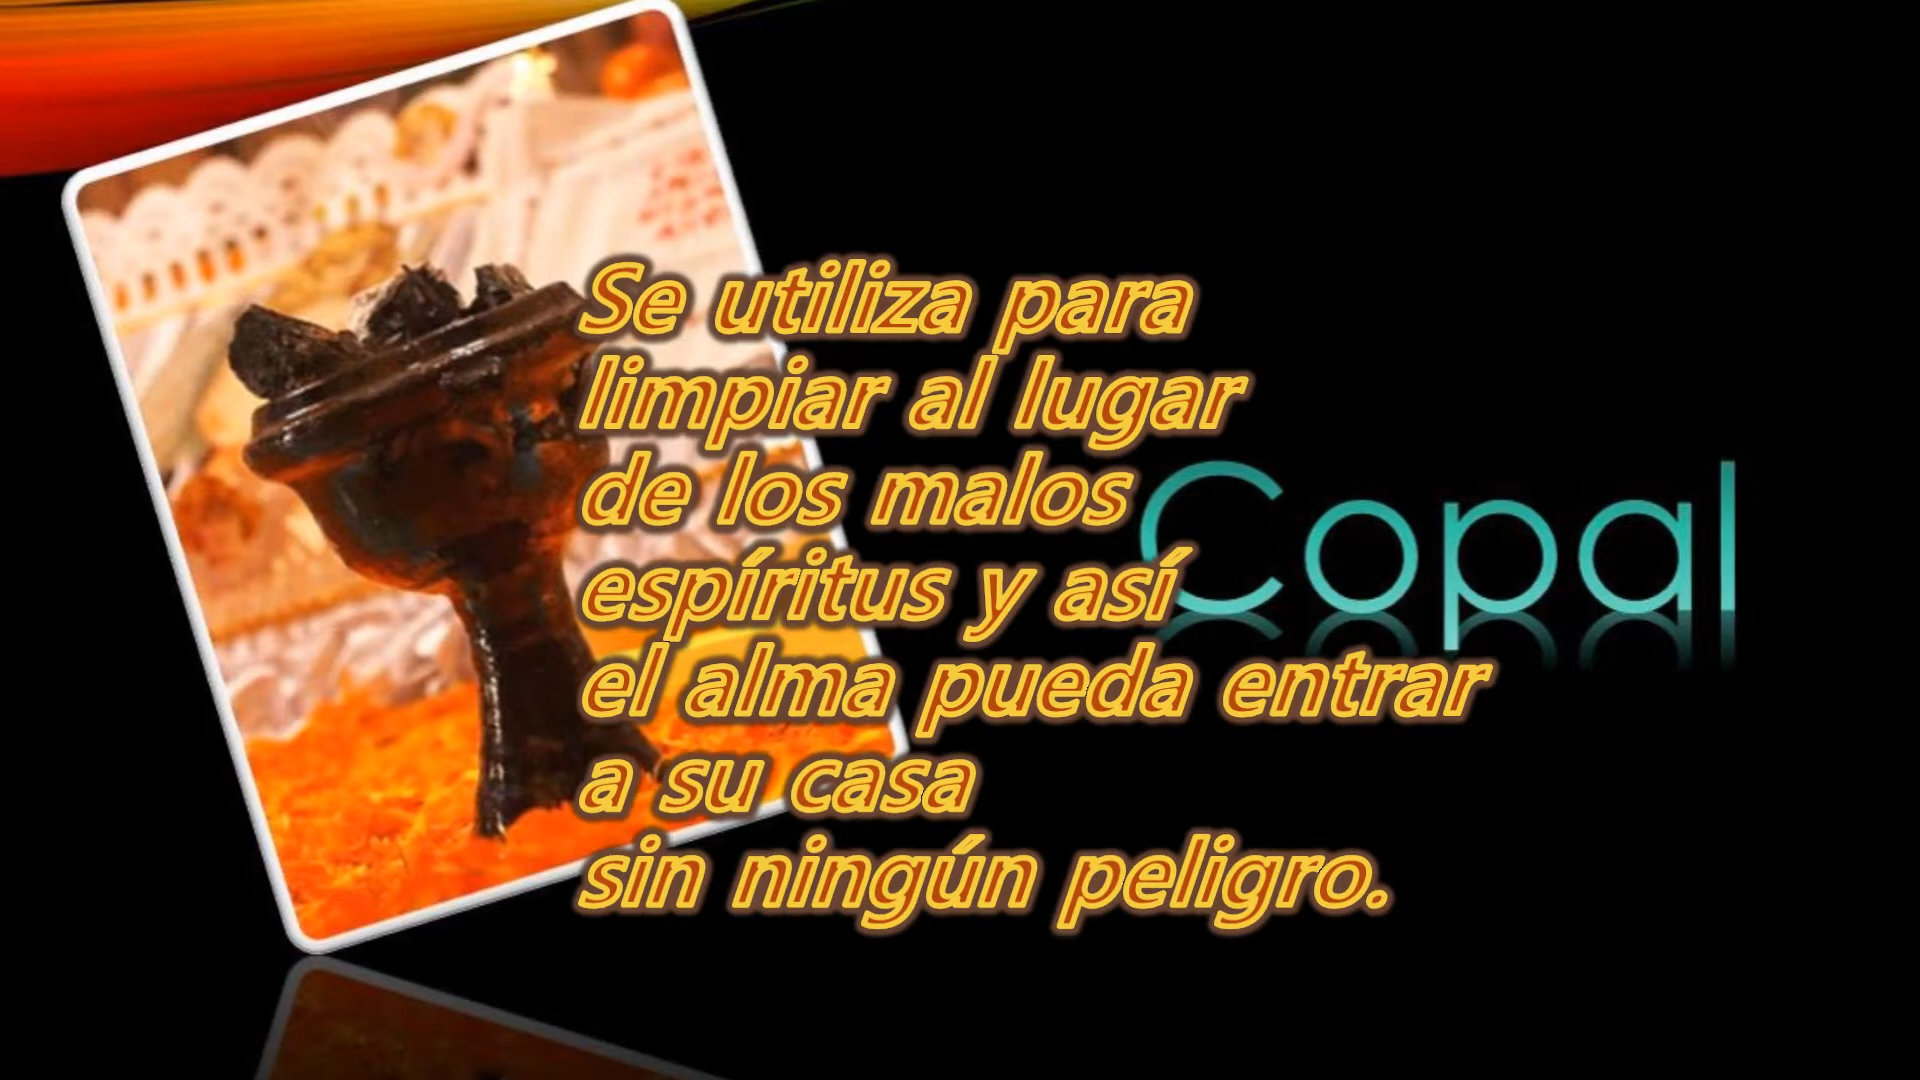 Se utiliza para
limpiar al lugar
de los malos
espíritus y así
el alma pueda entrar
a su casa
sin ningún peligro.
Copal